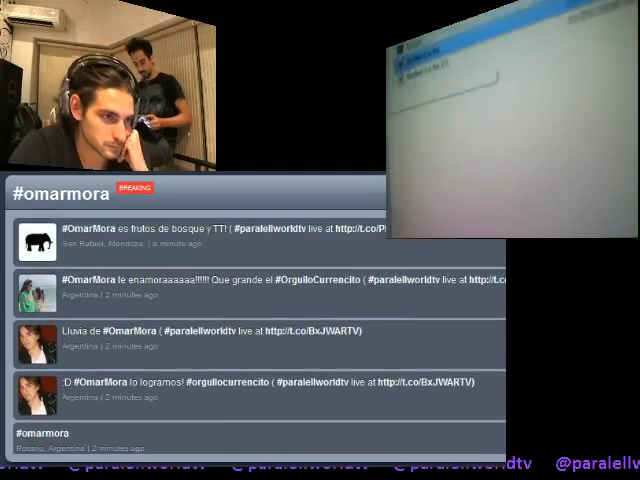 #omarmora BREAKING
#OmarMora es frutos de bosque y TT! ( #paralellworldtv live at http://t.co/
San Rafael, Mendoza | a minute ago
#OmarMora te enamoraaaaaa!!!!!! Que grande el #OrgulloCurrencito ( #paralellworldtv live at http://t.co
Argentina | 2 minutes ago
Lluvia de #OmarMora ( #paralellworldtv live at http://t.co/BxJWARTV)
Argentina | 2 minutes ago
:D #OmarMora lo logramos! #orgullocurrencito ( #paralellworldtv live at http://t.co/BxJWARTV)
Argentina | 2 minutes ago
#omarmora
Rosario, Argentina | 2 minutes ago
@paralellworldtv @paralellworldtv @paralellworldtv @paralellw